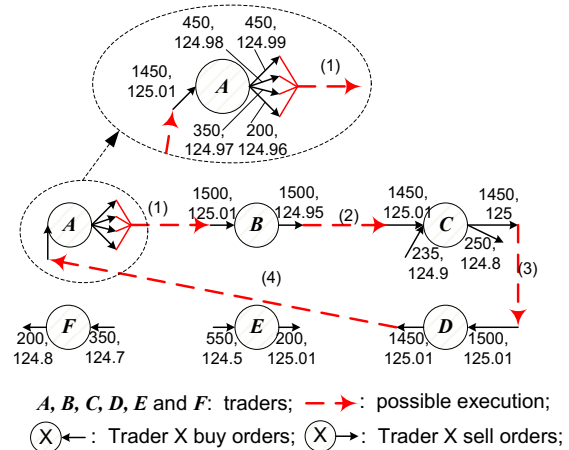 450, 450,
124.98 124.99
(1)
1450,
125.01
A
350, 200,
124.97 124.96
1500, 1500, 1450, 1450,
A (1) 125.01 B 124.95 (2) 125.01 C 125
235, 250,
124.9 124.8
(4) (3)
F E D
200, 350, 550, 200, 1450, 1500,
124.8 124.7 124.5 125.01 125.01 125.01
A, B, C, D, E and F: traders; : possible execution;
X : Trader X buy orders; X : Trader X sell orders;